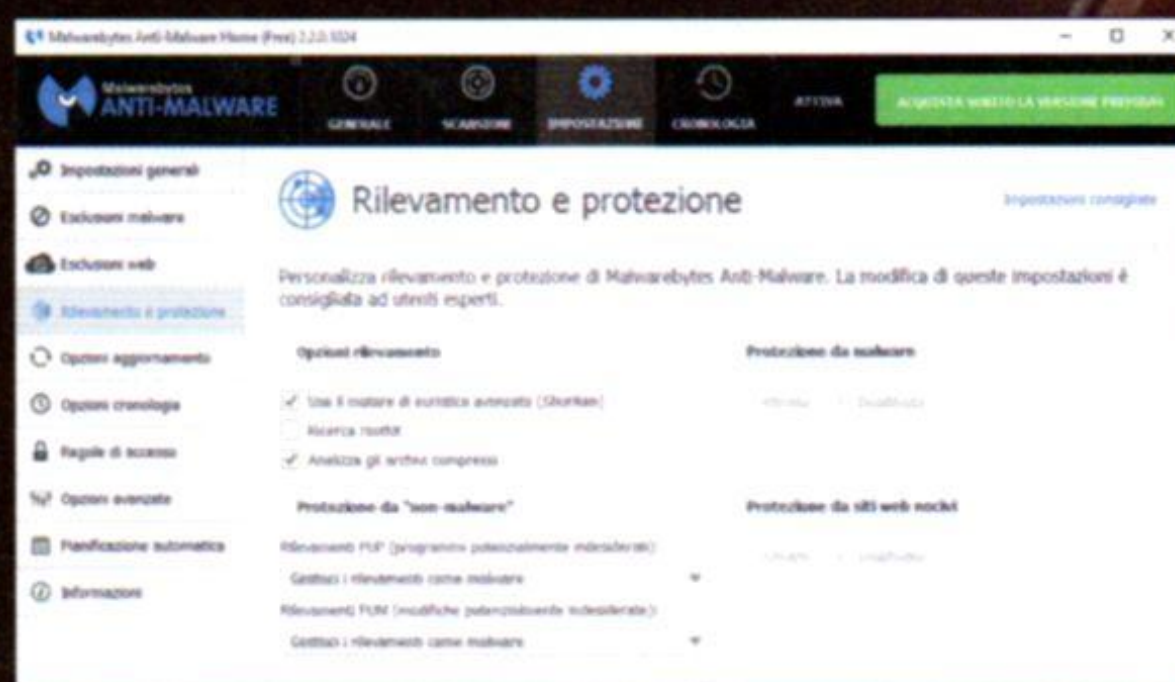 Malwarebytes Anti-Malware Home (Free) 2.2.0.1024
Malwarebytes
ANTI-MALWARE
GENERALE
SCANSIONE
IMPOSTAZIONI
CRONOLOGIA
ATTIVA
ACQUISTA SUBITO LA VERSIONE PREMIUM
Impostazioni generali
Esclusioni malware
Esclusioni web
Rilevamento e protezione
Opzioni aggiornamento
Opzioni cronologia
Regole di accesso
Opzioni avanzate
Pianificazione automatica
Informazioni
Rilevamento e protezione
Impostazioni consigliate
Personalizza rilevamento e protezione di Malwarebytes Anti-Malware. La modifica di queste impostazioni è
consigliata ad utenti esperti.
Opzioni rilevamento
Usa il motore di euristica avanzato (Shuriken)
Ricerca rootkit
Analizza gli archivi compressi
Protezione da malware
Protezione da "non-malware"
Rilevamenti PUP (programmi potenzialmente indesiderati):
Gestisci i rilevamenti come malware
Rilevamenti PUM (modifiche potenzialmente indesiderate):
Gestisci i rilevamenti come malware
Protezione da siti web nocivi